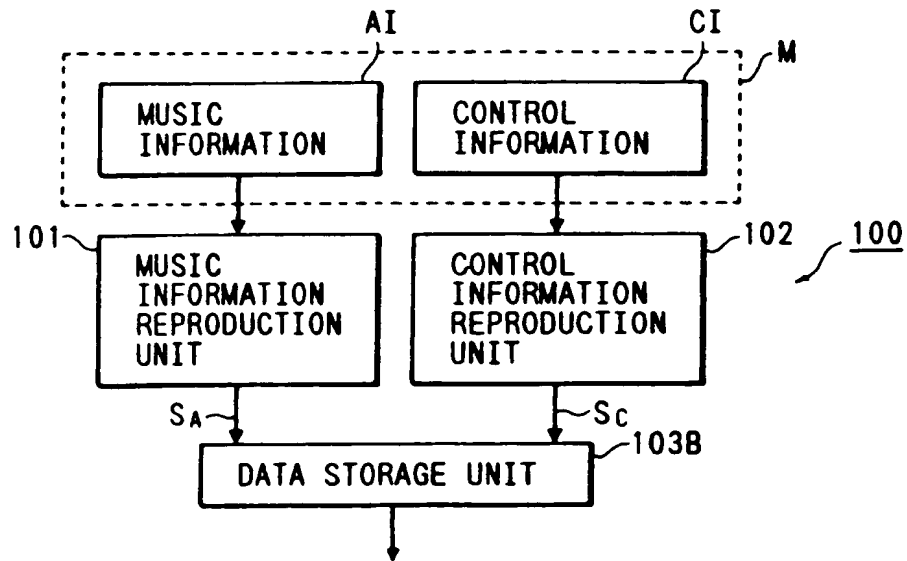 AI
CI
M
MUSIC
INFORMATION
CONTROL
INFORMATION
101
MUSIC
INFORMATION
REPRODUCTION
UNIT
CONTROL
INFORMATION
REPRODUCTION
UNIT
102
100
SA
SC
103B
DATA STORAGE UNIT